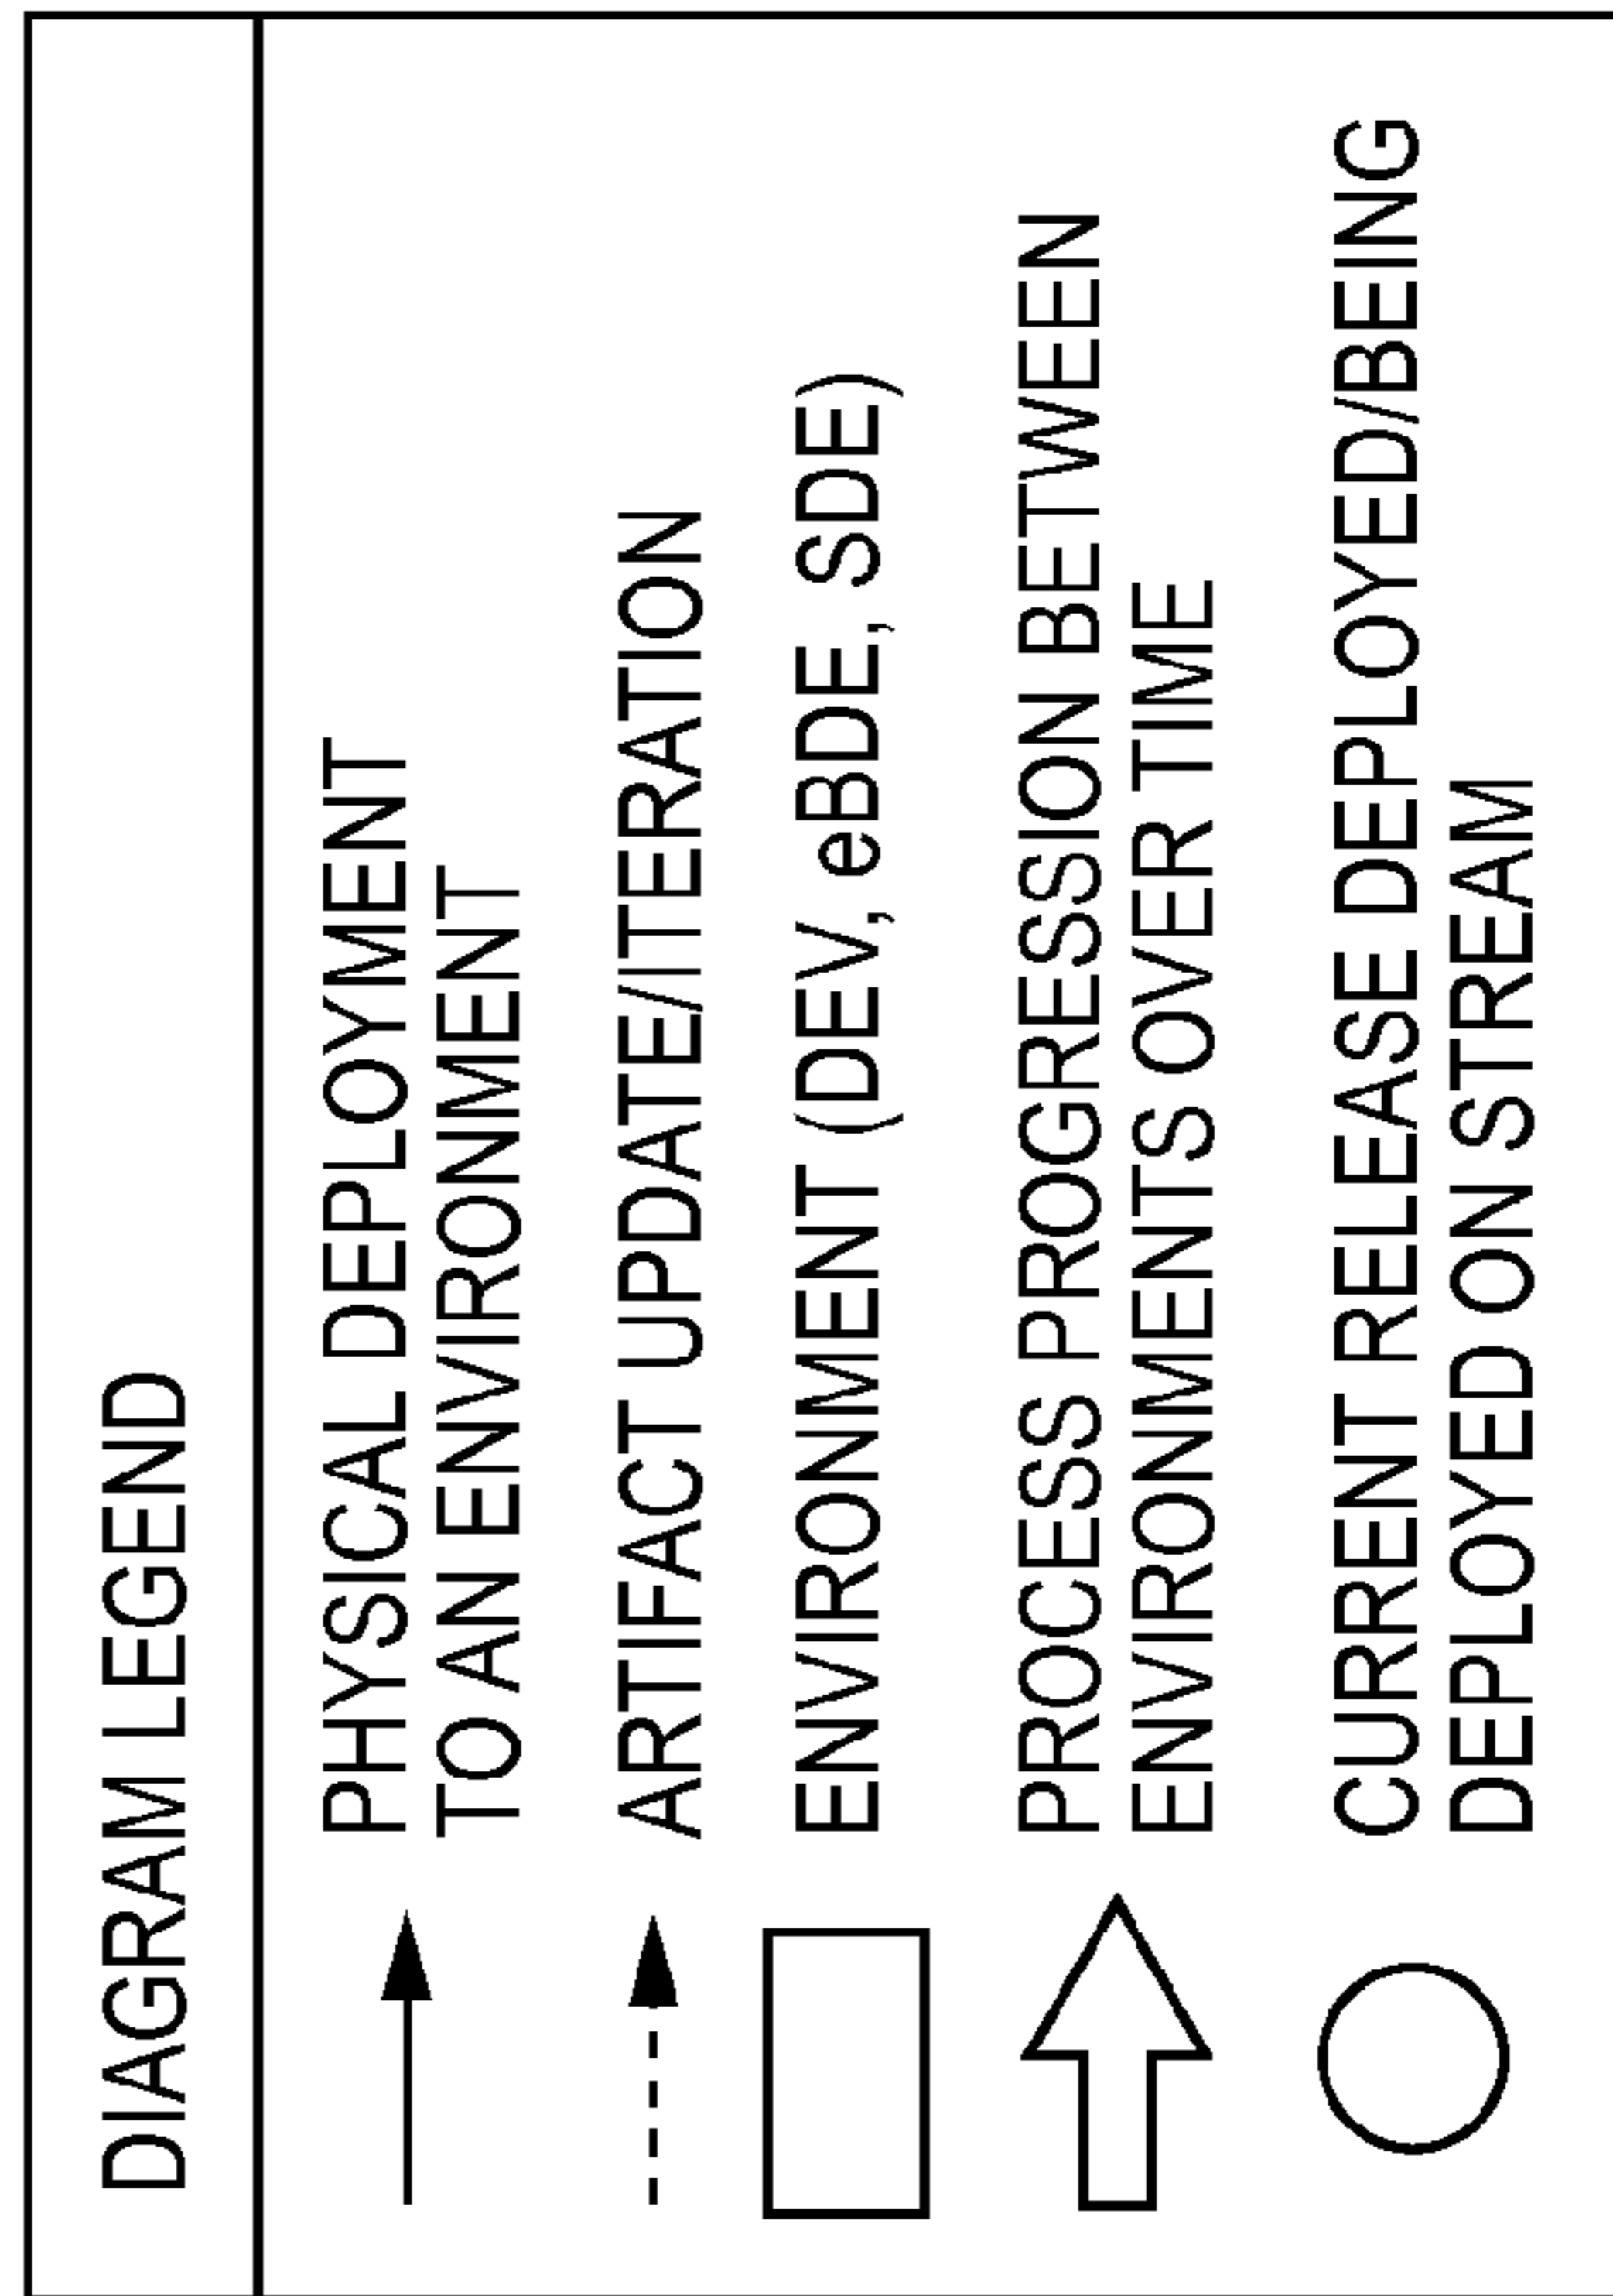 DIAGRAM LEGEND
PHYSICAL DEPLOYMENT
TO AN ENVIRONMENT
ARTIFACT UPDATE/ITERATION
ENVIRONMENT (DEV, eBDE, SDE)
PROCESS PROGRESSION BETWEEN
ENVIRONMENTS OVER TIME
CURRENT RELEASE DEPLOYED/BEING
DEPLOYED ON STREAM